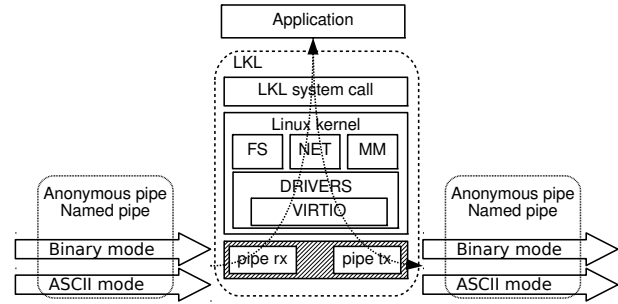 Application
LKL
LKL system call
Linux kernel
FS NET MM
DRIVERS
VIRTIO
pipe rx pipe tx
Anonymous pipe
Named pipe
Binary mode
ASCII mode
Anonymous pipe
Named pipe
Binary mode
ASCII mode